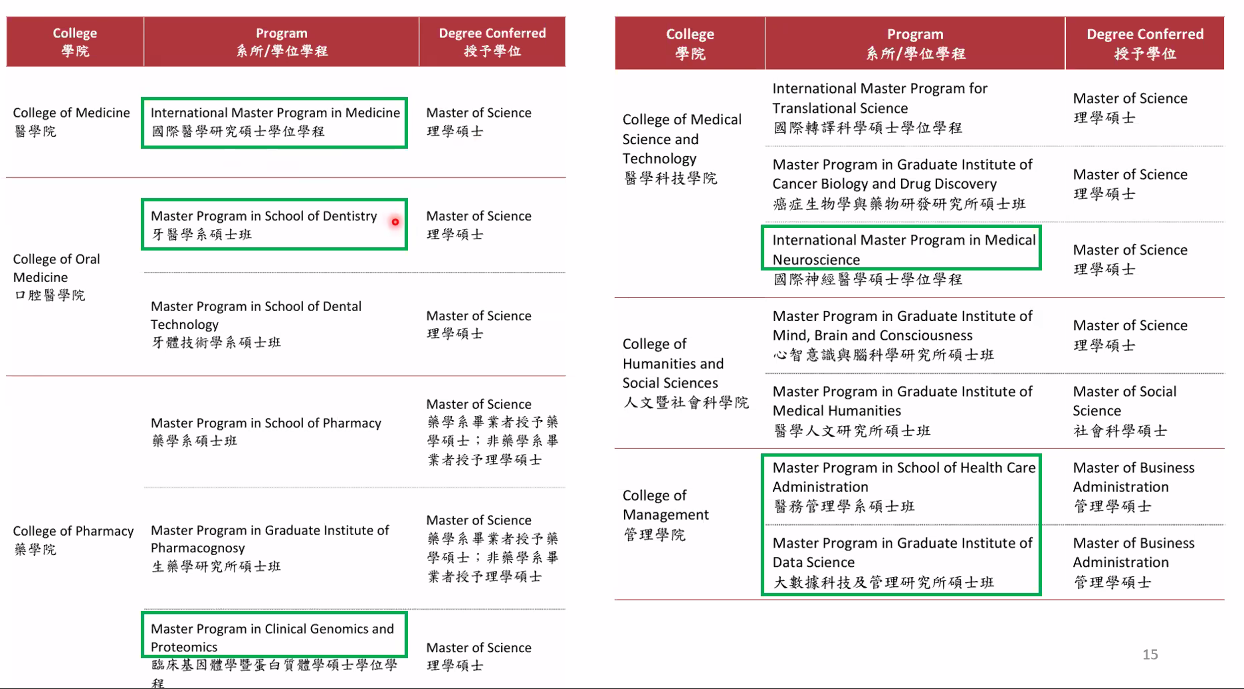 College
學院
Program
系所/學位學程
Degree Conferred
授予學位
College of Medicine
醫學院
International Master Program in Medicine
國際醫學研究碩士學位學程
Master of Science
理學碩士
College of Oral
Medicine
口腔醫學院
Master Program in School of Dentistry
牙醫學系碩士班
Master of Science
理學碩士
Master Program in School of Dental
Technology
牙體技術學系碩士班
Master of Science
理學碩士
College of Pharmacy
藥學院
Master Program in School of Pharmacy
藥學系碩士班
Master of Science
藥學系畢業者授予藥
學碩士；非藥學系畢
業者授予理學碩士
Master Program in Graduate Institute of
Pharmacognosy
生藥學研究所碩士班
Master of Science
藥學系畢業者授予藥
學碩士；非藥學系畢
業者授予理學碩士
Master Program in Clinical Genomics and
Proteomics
臨床基因體學暨蛋白質體學碩士學位學
程
Master of Science
理學碩士
College
學院
Program
系所/學位學程
Degree Conferred
授予學位
College of Medical
Science and
Technology
醫學科技學院
International Master Program for
Translational Science
國際轉譯科學碩士學位學程
Master of Science
理學碩士
Master Program in Graduate Institute of
Cancer Biology and Drug Discovery
癌症生物學與藥物研發研究所碩士班
Master of Science
理學碩士
International Master Program in Medical
Neuroscience
國際神經醫學碩士學位學程
Master of Science
理學碩士
College of
Humanities and
Social Sciences
人文暨社會科學院
Master Program in Graduate Institute of
Mind, Brain and Consciousness
心智意識與腦科學研究所碩士班
Master of Science
理學碩士
Master Program in Graduate Institute of
Medical Humanities
醫學人文研究所碩士班
Master of Social
Science
社會科學碩士
College of
Management
管理學院
Master Program in School of Health Care
Administration
醫務管理學系碩士班
Master of Business
Administration
管理學碩士
Master Program in Graduate Institute of
Data Science
大數據科技及管理研究所碩士班
Master of Business
Administration
管理學碩士
15